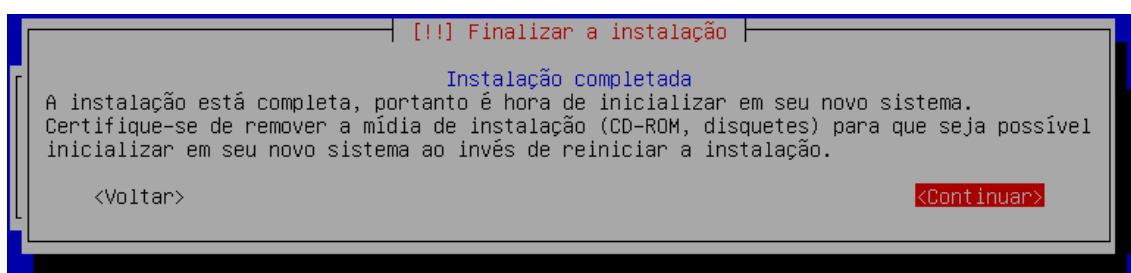 [!!] Finalizar a instalação
Instalação completada
A instalação está completa, portanto é hora de inicializar em seu novo sistema.
Certifique-se de remover a mídia de instalação (CD-ROM, disquetes) para que seja possível
inicializar em seu novo sistema ao invés de reiniciar a instalação.
<Voltar> <Continuar>